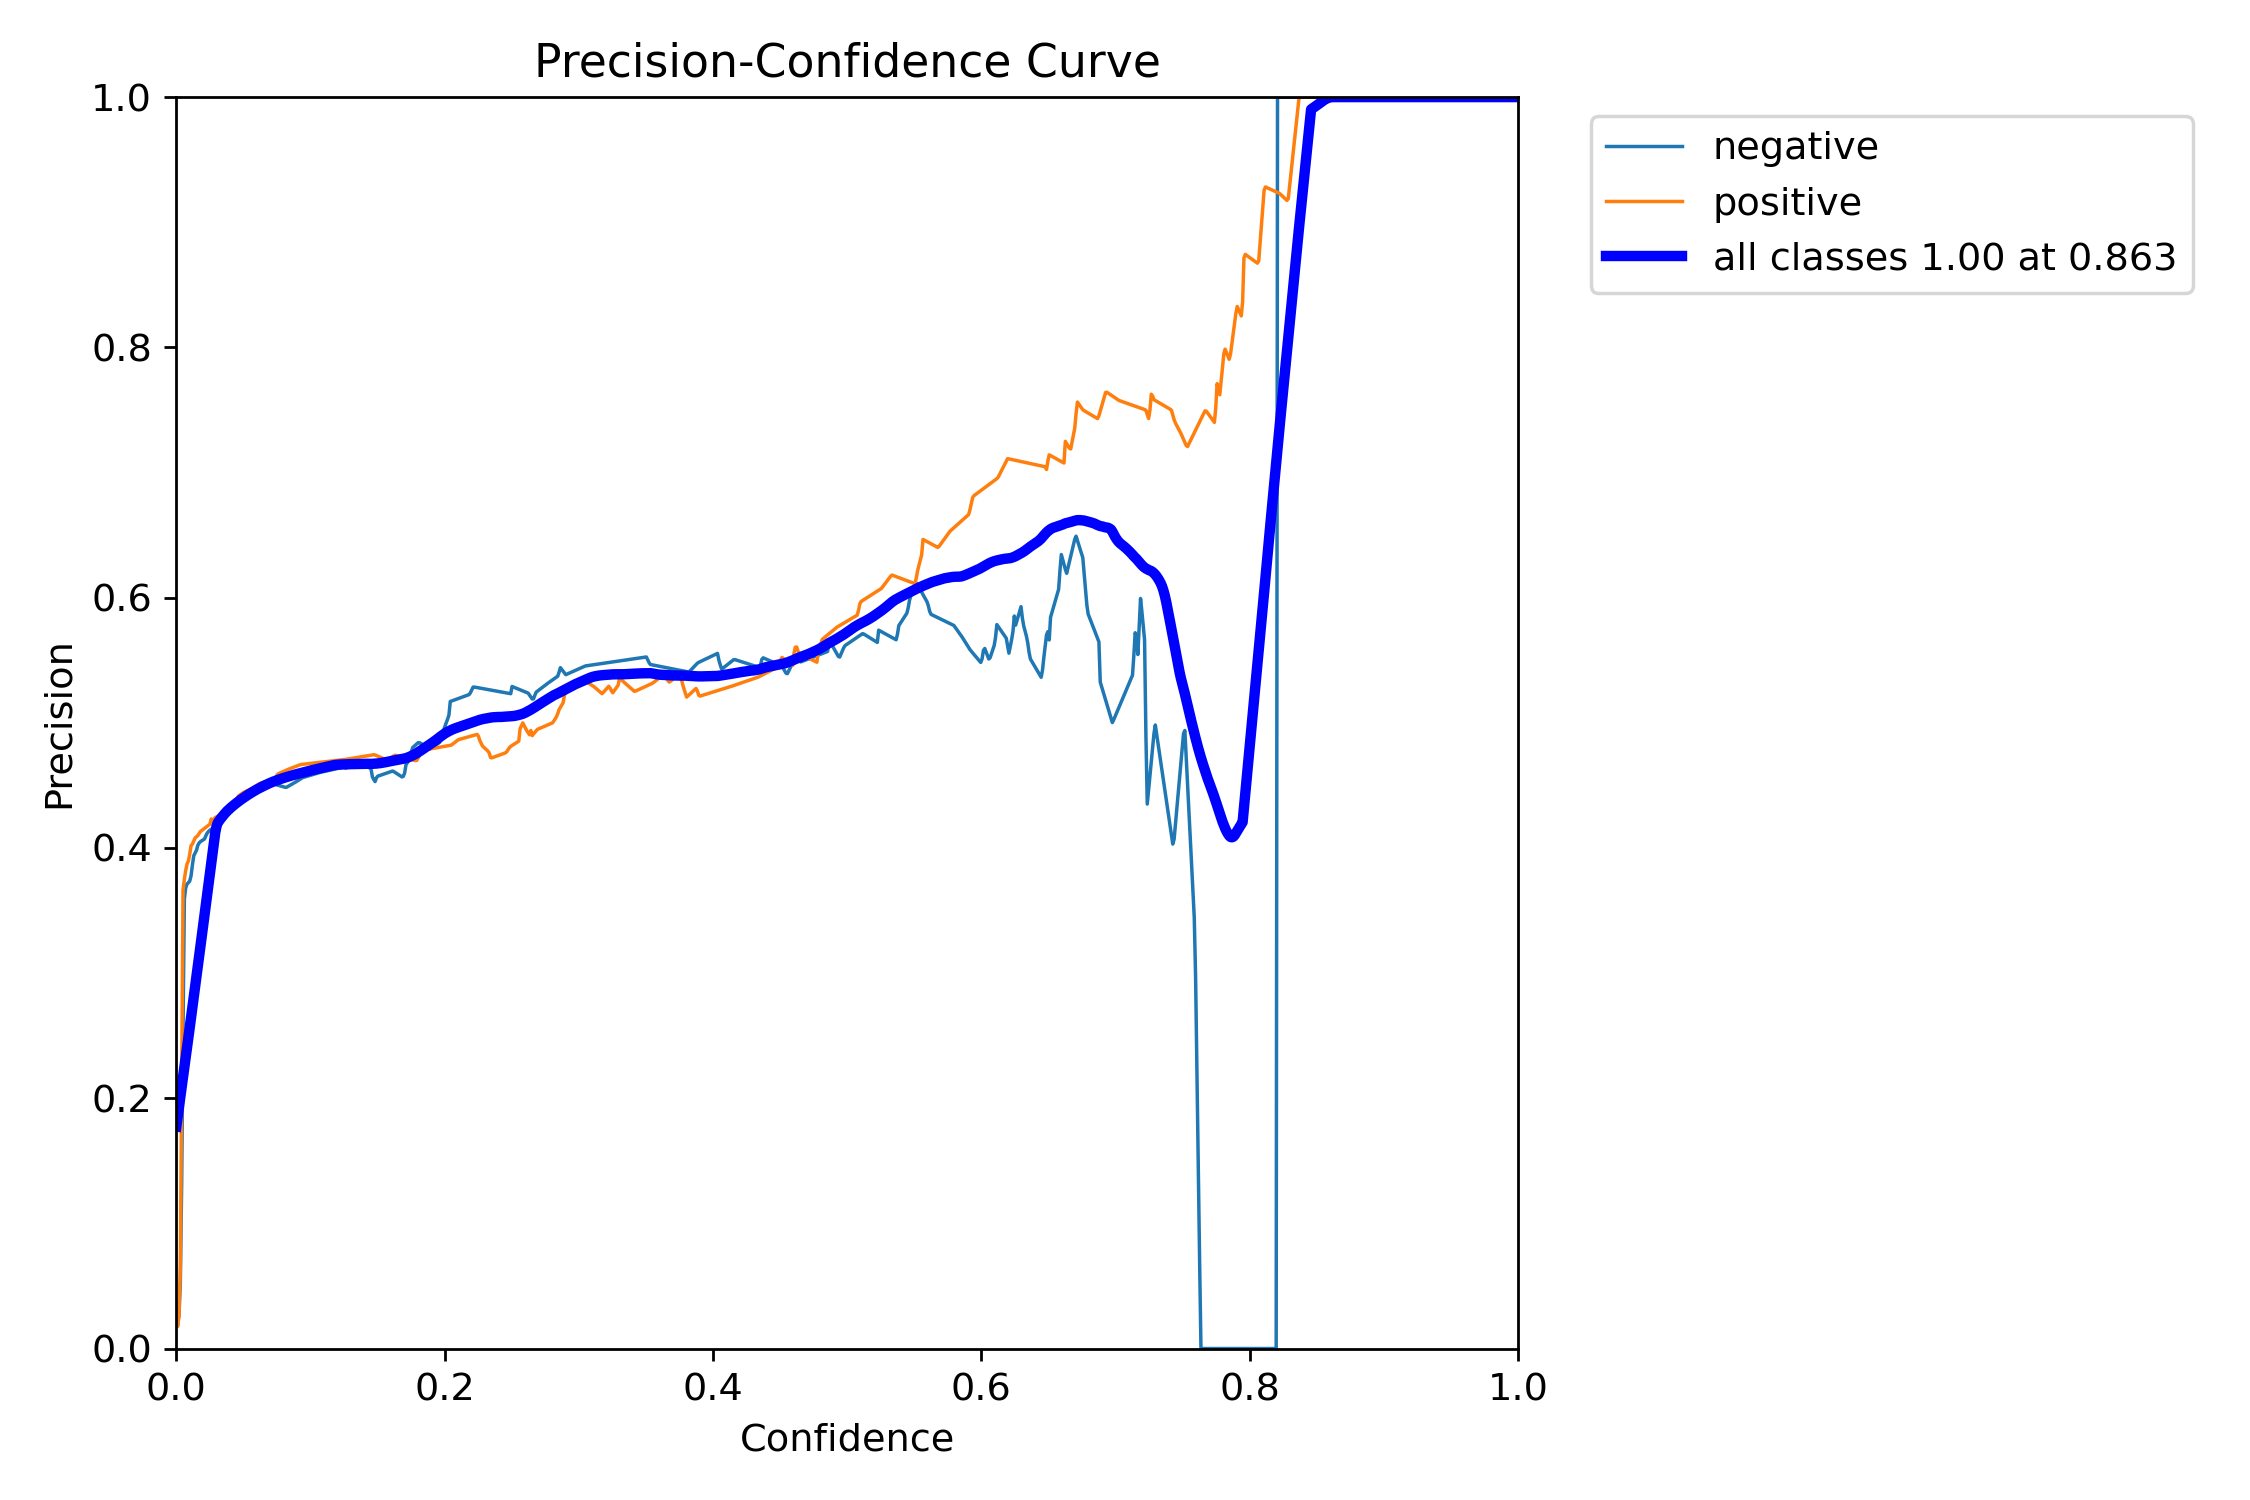 Precision-Confidence Curve
1.0
0.8
0.6
0.4
0.2
0.0
Precision
0.0 0.2 0.4 0.6 0.8 1.0
Confidence
negative
positive
all classes 1.00 at 0.863